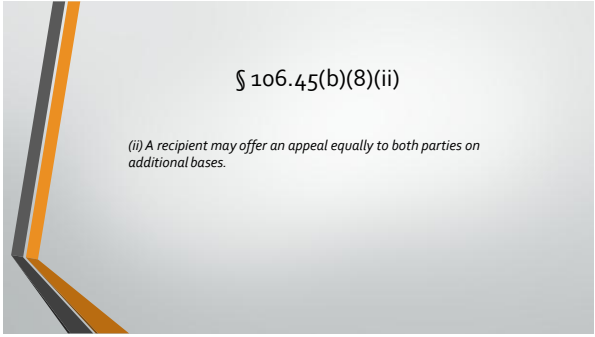 § 106.45(b)(8)(ii)
(ii) A recipient may offer an appeal equally to both parties on
additional bases.